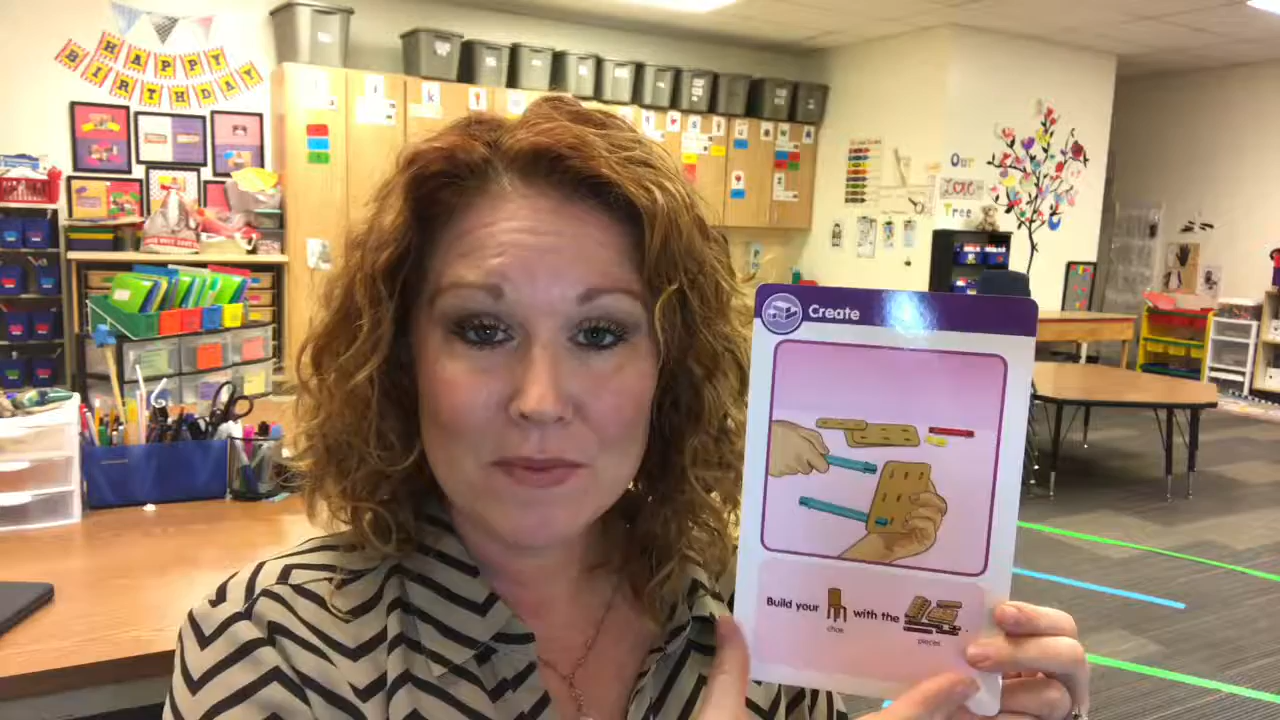 HAPPY
BIRTHDAY
k
Our
Love
Tree
Create
Build your with the .
chair
pieces